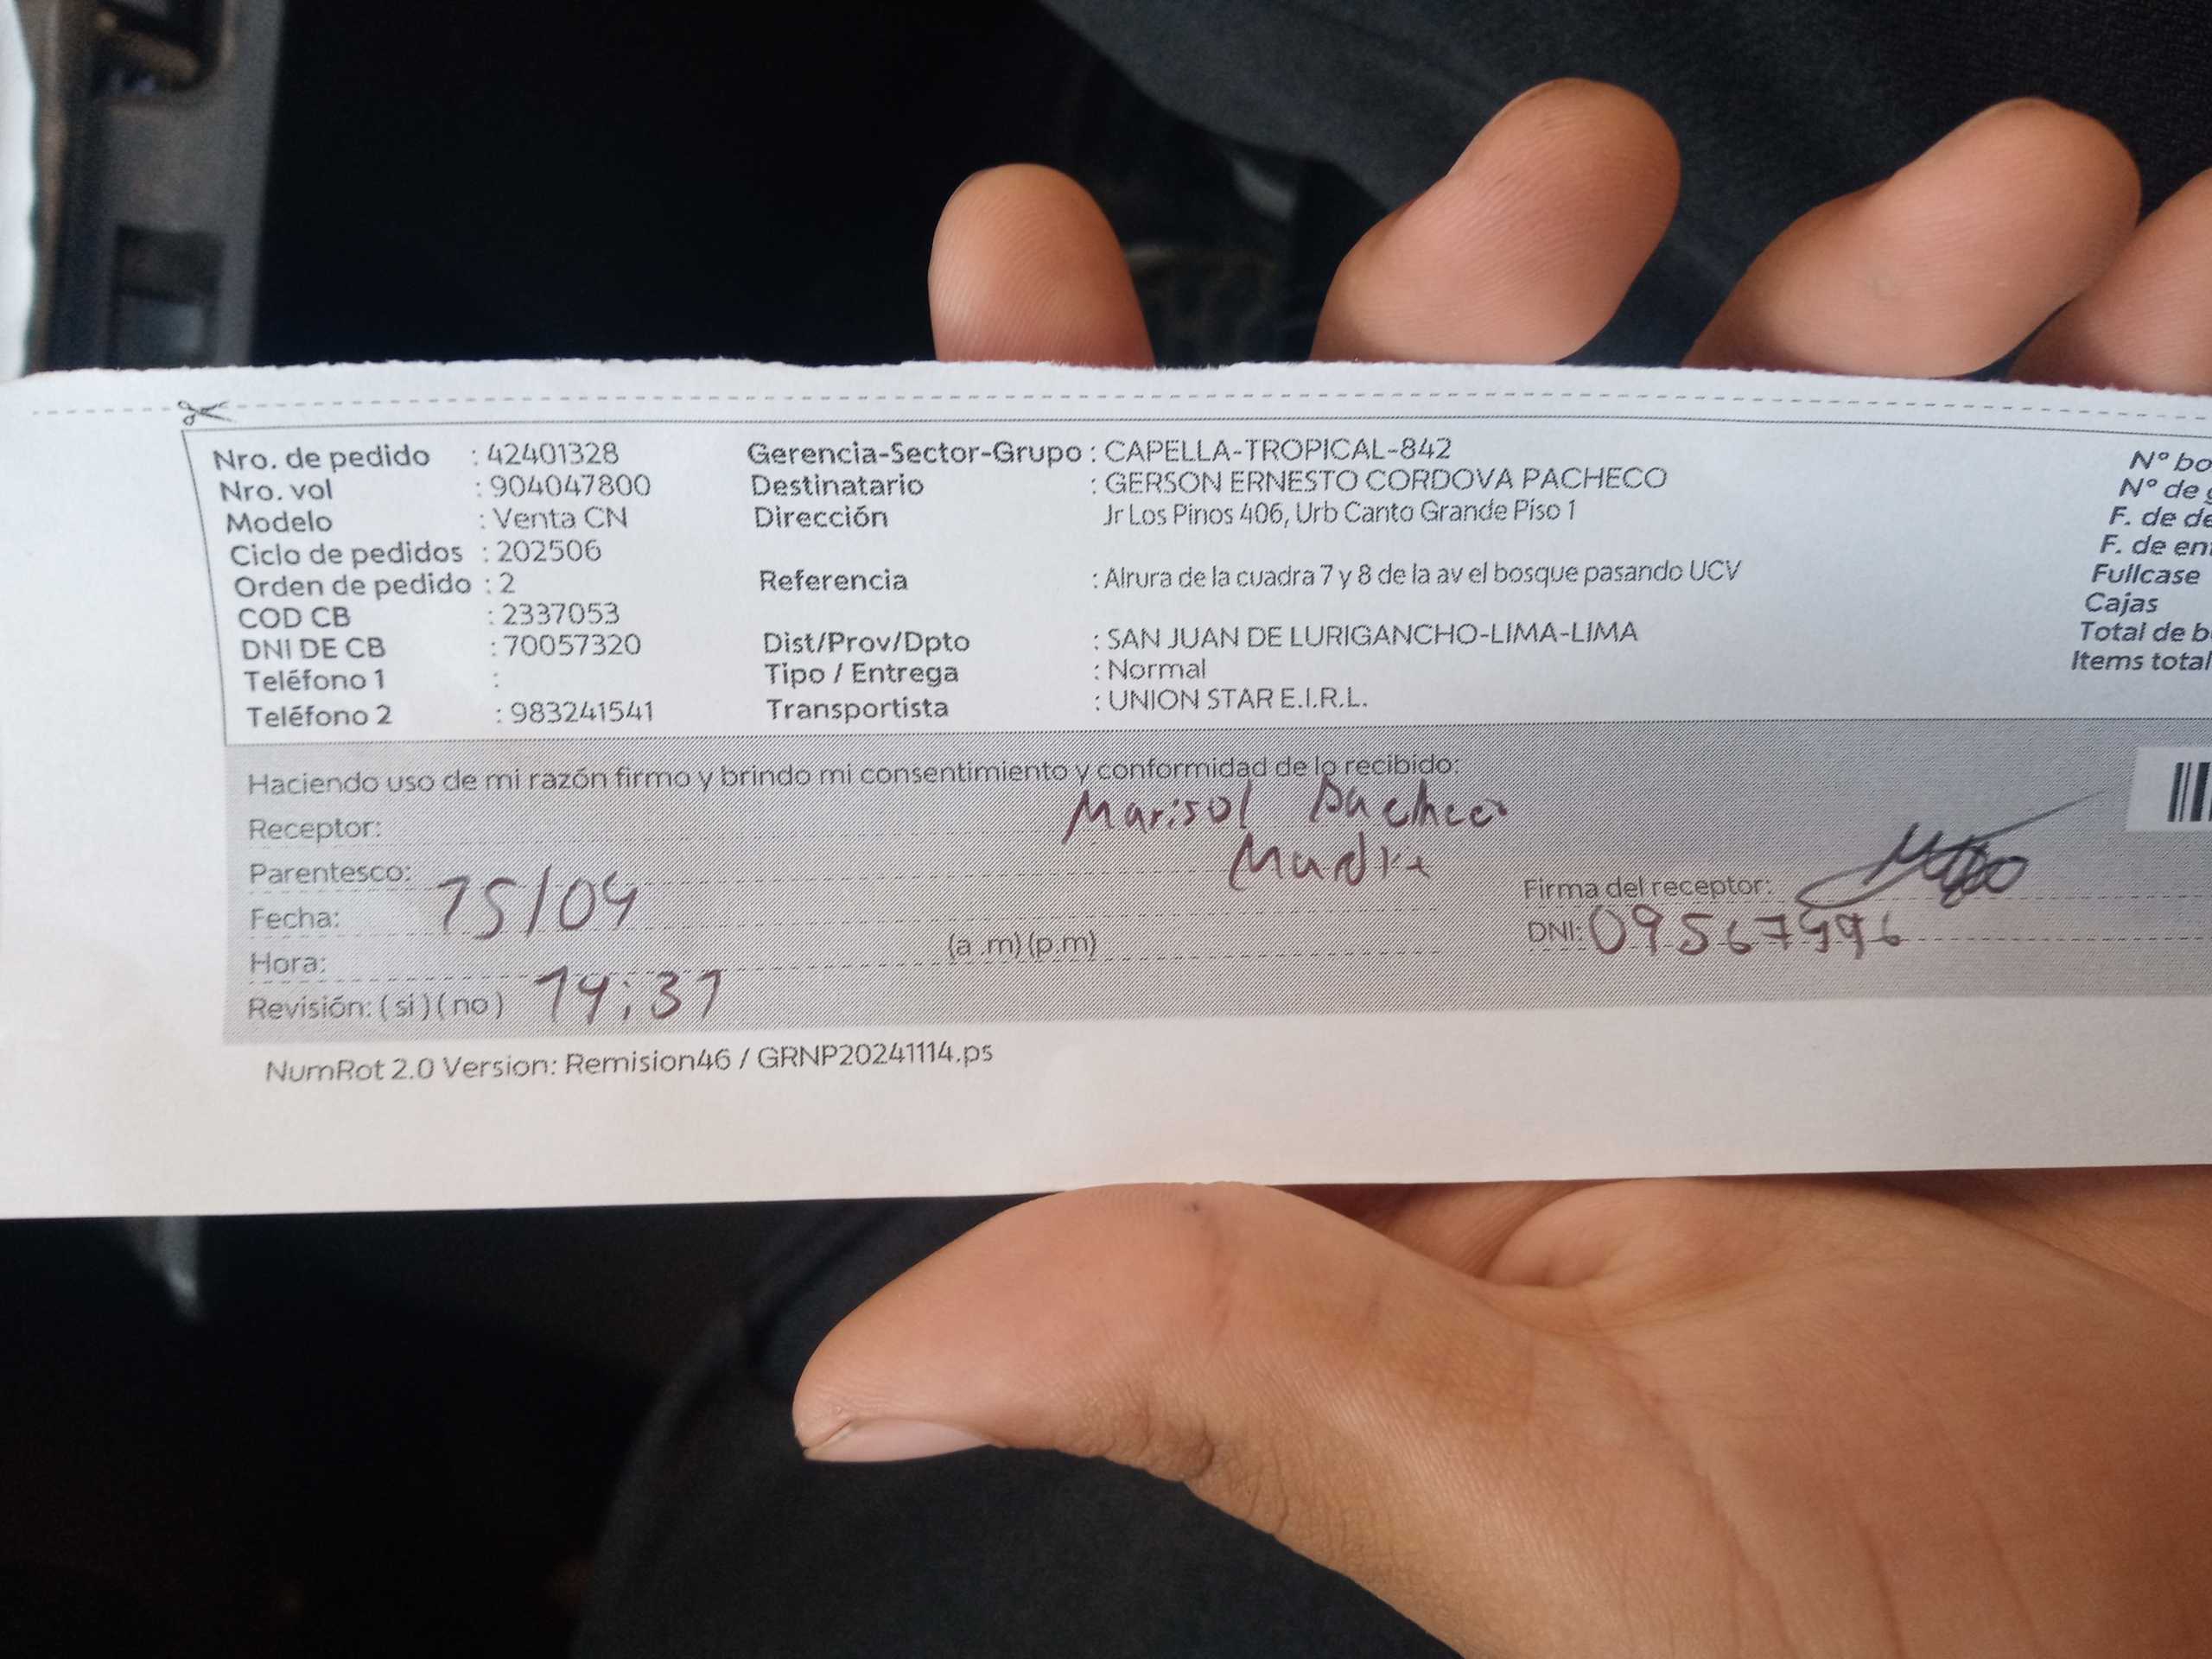 Nro. de pedido : 42401328 Gerencia-Sector-Grupo : CAPELLA-TROPICAL-842 N° bo
Nro. vol : 904047800 Destinatario : GERSON ERNESTO CORDOVA PACHECO N° de g
Modelo : Venta CN Dirección Jr Los Pinos 406, Urb Canto Grande Piso 1 F. de de
Ciclo de pedidos : 202506 F. de en
Orden de pedido : 2 Referencia : Alrura de la cuadra 7 y 8 de la av el bosque pasando UCV Fullcase
COD CB : 2337053 Cajas
DNI DE CB : 70057320 Dist/Prov/Dpto : SAN JUAN DE LURIGANCHO-LIMA-LIMA Total de b
Teléfono 1 : Tipo / Entrega : Normal Items total
Teléfono 2 : 983241541 Transportista : UNION STAR E.I.R.L.
Haciendo uso de mi razón firmo y brindo mi consentimiento y conformidad de lo recibido:
Receptor: Marisol Pacheco
Parentesco: Madre
Firma del receptor:
Fecha: 15/04 DNI: 09567496
Hora: (a .m) (p.m)
Revisión: ( si ) ( no ) 14:31
NumRot 2.0 Version: Remision46 / GRNP20241114.ps